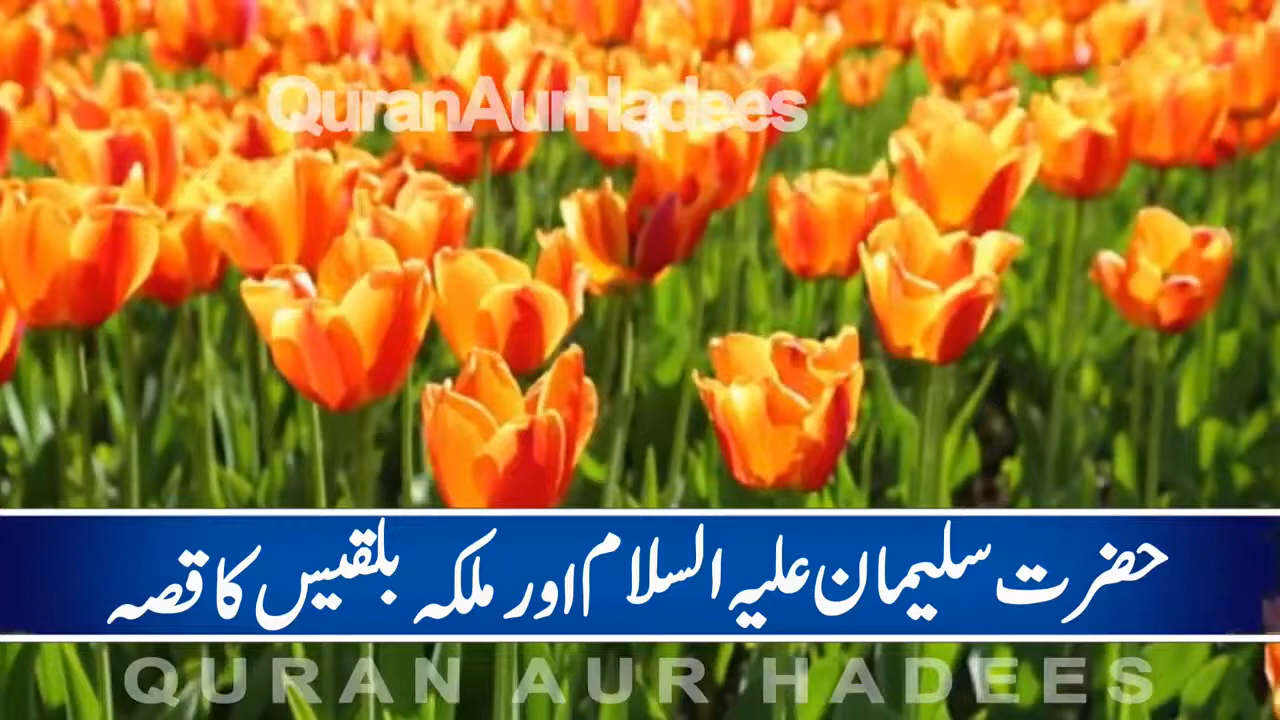 QuranAurHadees
حضرت سلیمان علیہ السلام اور ملکہ بلقیس کا قصہ
QURAN AUR HADEES